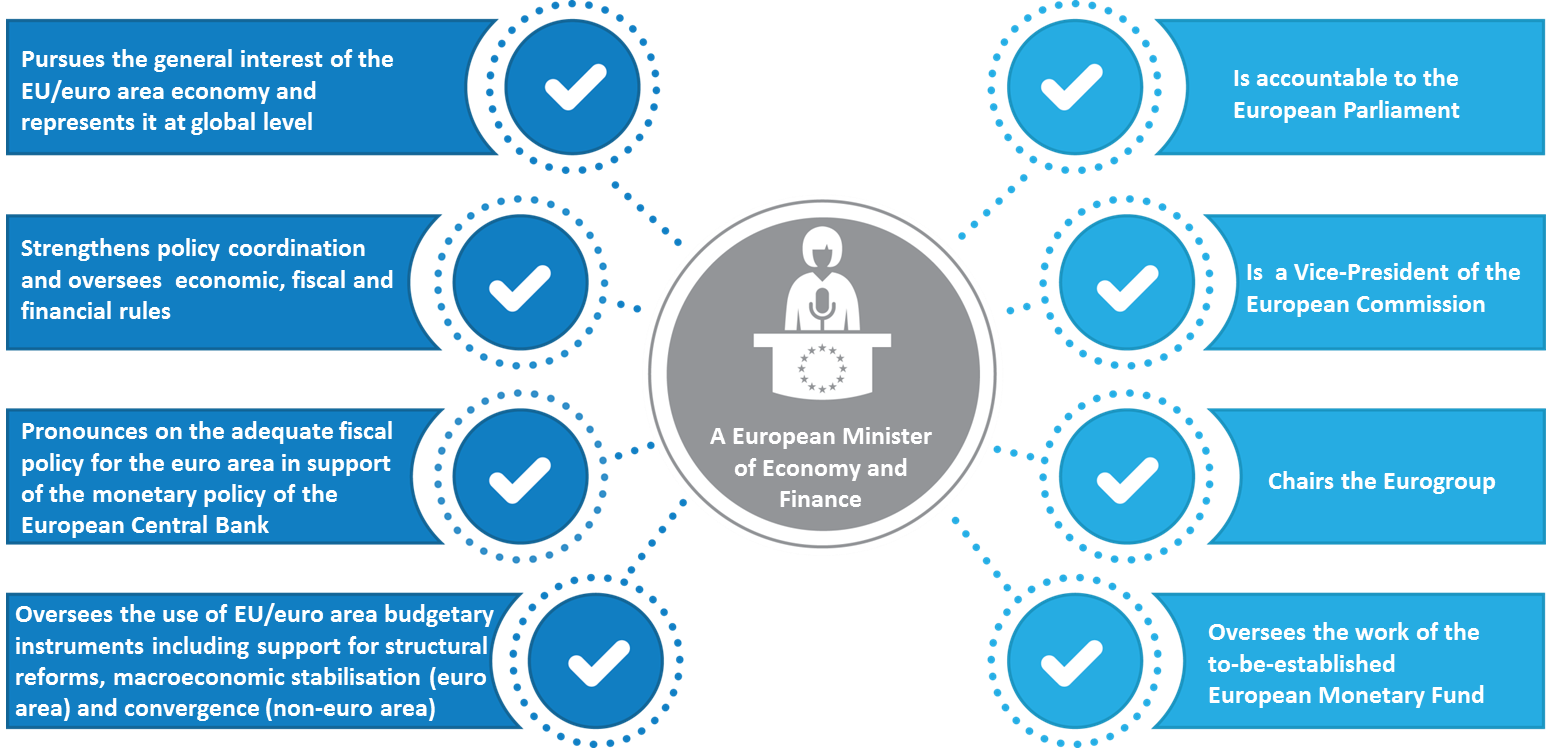 Pursues the general interest of the
EU/euro area economy and
represents it at global level
Strengthens policy coordination
and oversees economic, fiscal and
financial rules
Pronounces on the adequate fiscal
policy for the euro area in support
of the monetary policy of the
European Central Bank
Oversees the use of EU/euro area budgetary
instruments including support for structural
reforms, macroeconomic stabilisation (euro
area) and convergence (non-euro area)
A European Minister
of Economy and
Finance
Is accountable to the
European Parliament
Is a Vice-President of the
European Commission
Chairs the Eurogroup
Oversees the work of the
to-be-established
European Monetary Fund